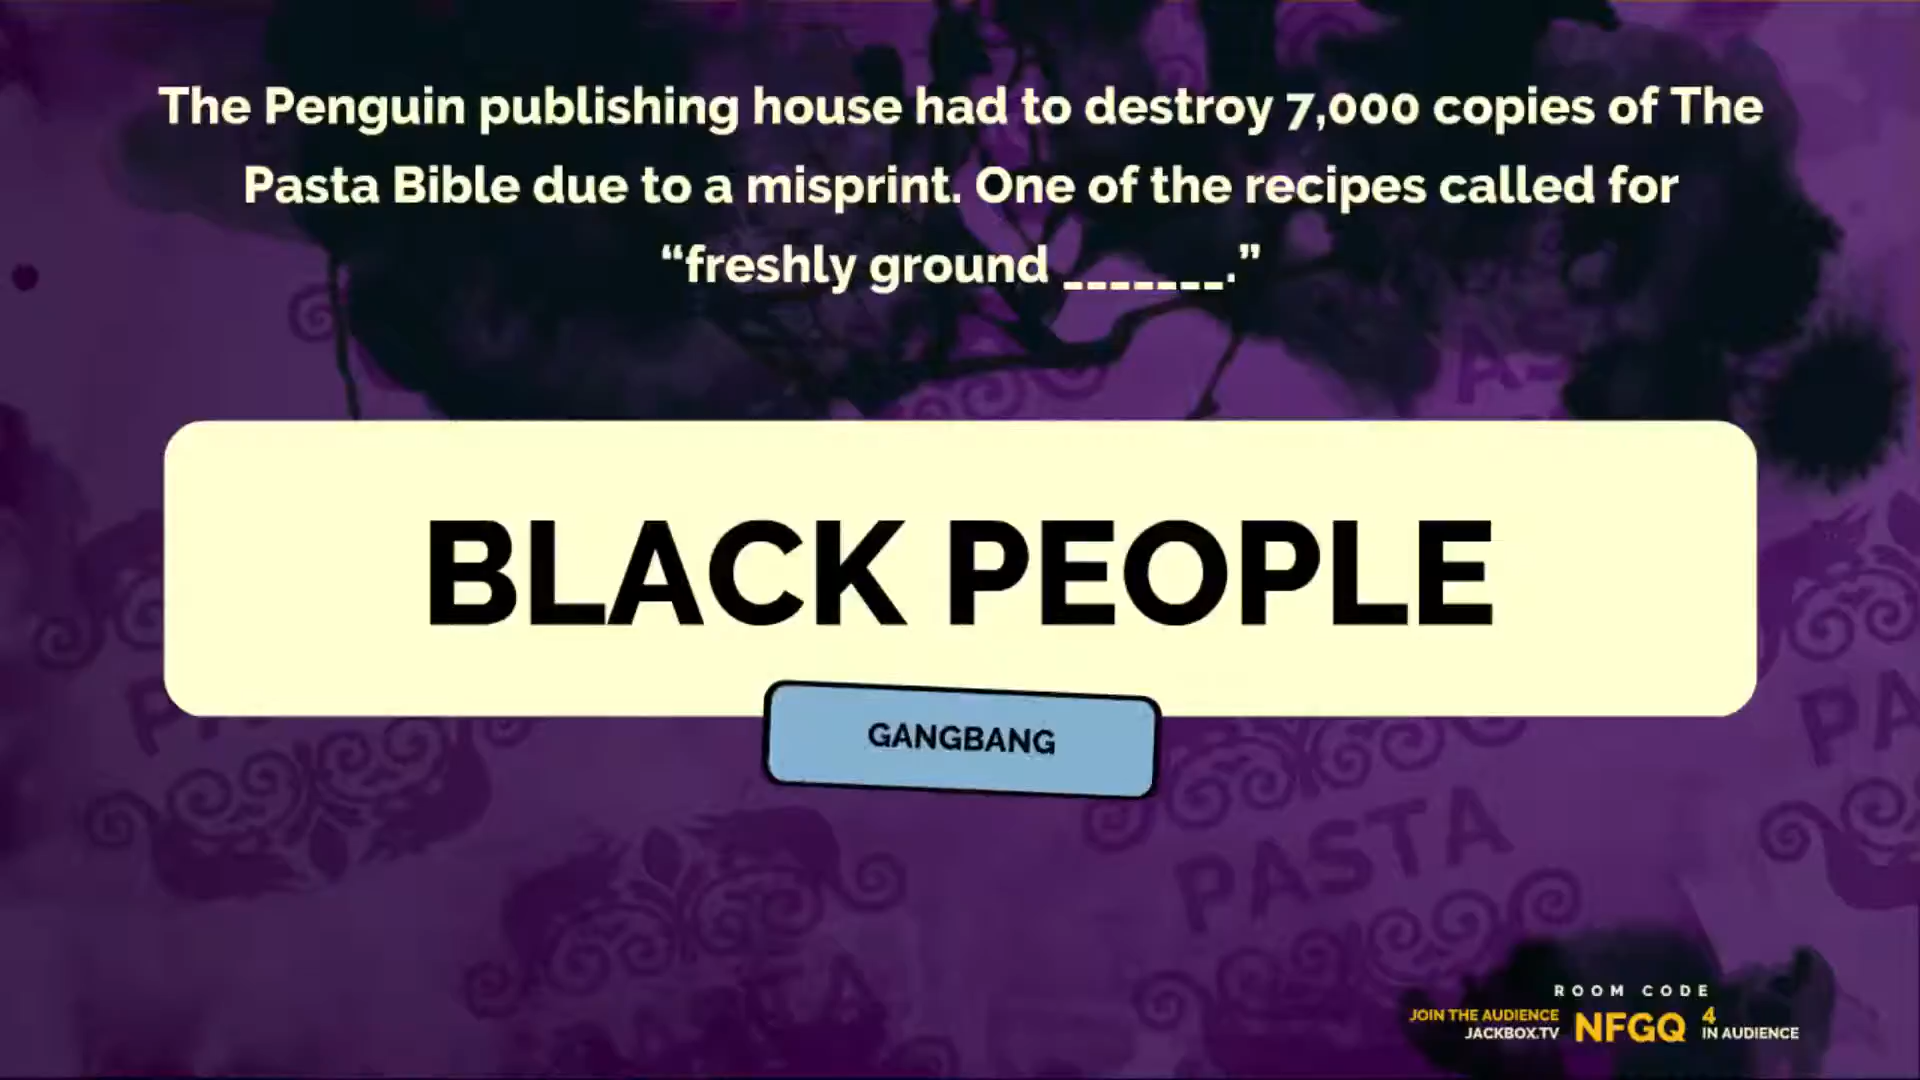 The Penguin publishing house had to destroy 7,000 copies of The
Pasta Bible due to a misprint. One of the recipes called for
“freshly ground _______.”
BLACK PEOPLE
GANGBANG
A-
PA
PASTA
ROOM CODE
JOIN THE AUDIENCE
JACKBOX.TV
NFGQ
4
IN AUDIENCE